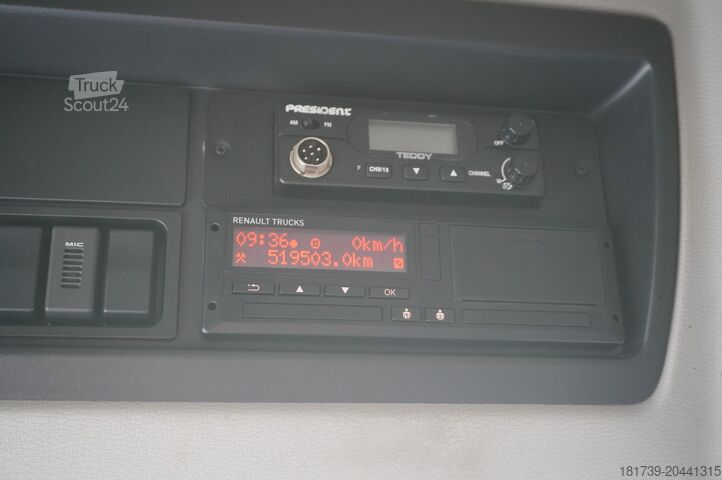 Truck
Scout24
PRESIDENT
AM FM
OFF
TEDDY
F CH9/19 ▼ ▲ CHANNEL
MIC
RENAULT TRUCKS
09:36 0km/h
519503.0km
▲ ▼ OK
181739-20441315